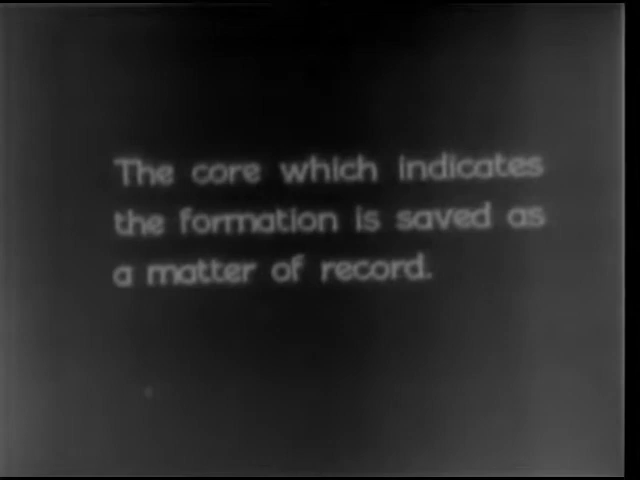 The core which indicates
the formation is saved as
a matter of record.